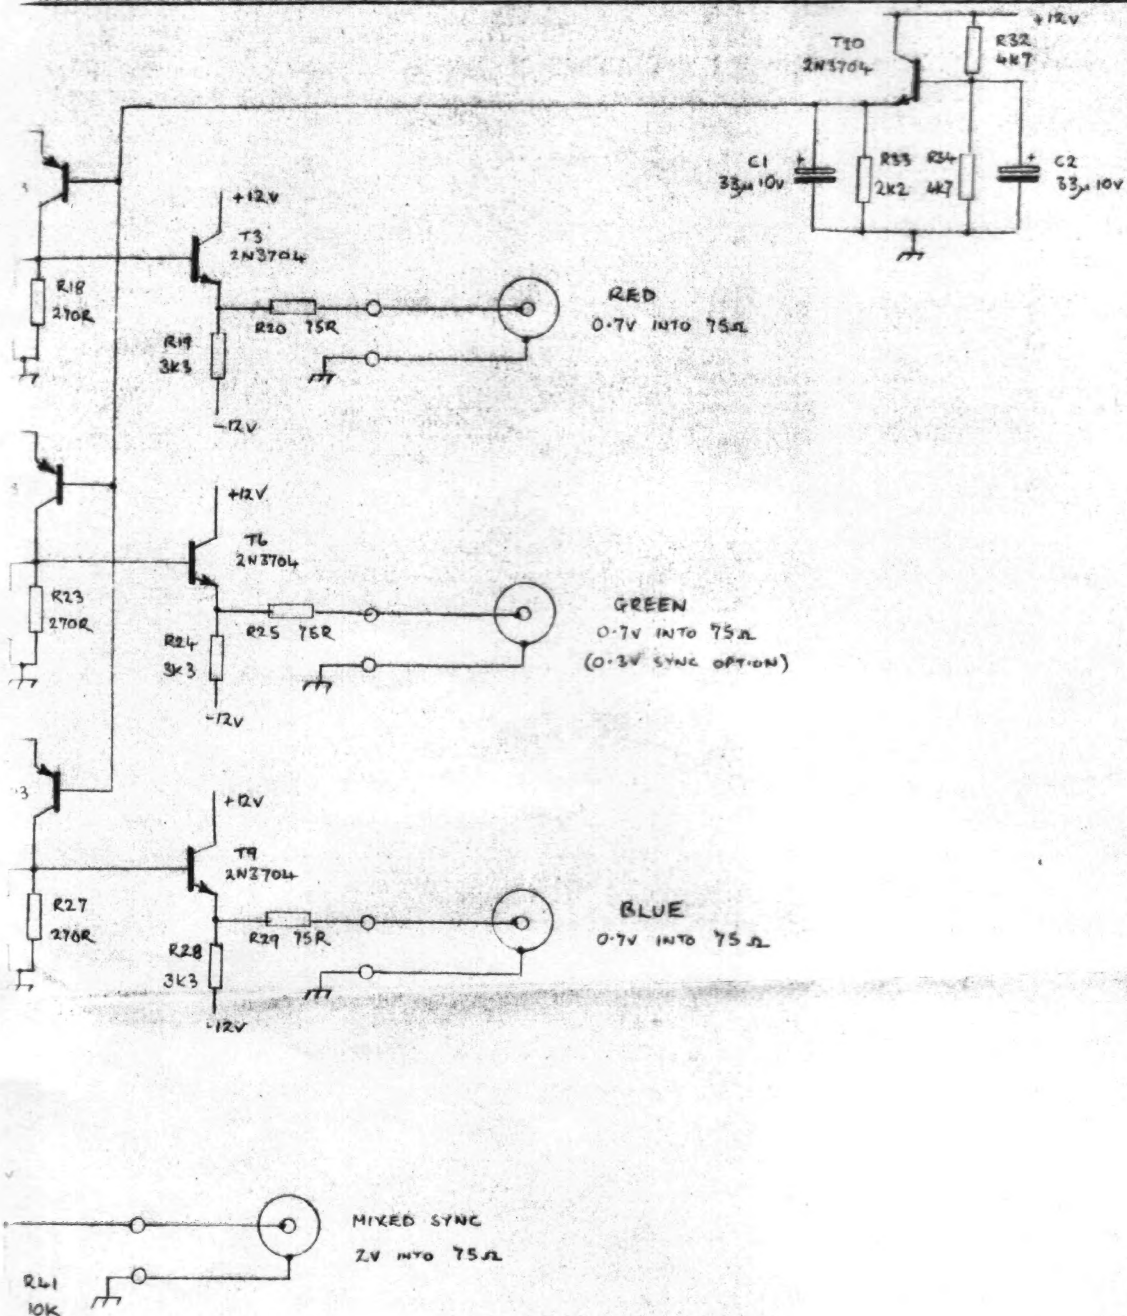 +12V
T10
2N3704
R32
4K7
C1
33µ 10V
R33
2K2
R34
4K7
C2
33µ 10V
+12V
T3
2N3704
R18
270R
R19
3K3
R20 75R
-12V
RED
0.7V INTO 75Ω
+12V
T6
2N3704
R23
270R
R24
3K3
R25 75R
-12V
GREEN
0.7V INTO 75Ω
(0.3V SYNC OPTION)
3
+12V
T9
2N3704
R27
270R
R28
3K3
R29 75R
-12V
BLUE
0.7V INTO 75Ω
MIXED SYNC
2V INTO 75Ω
R41
10K